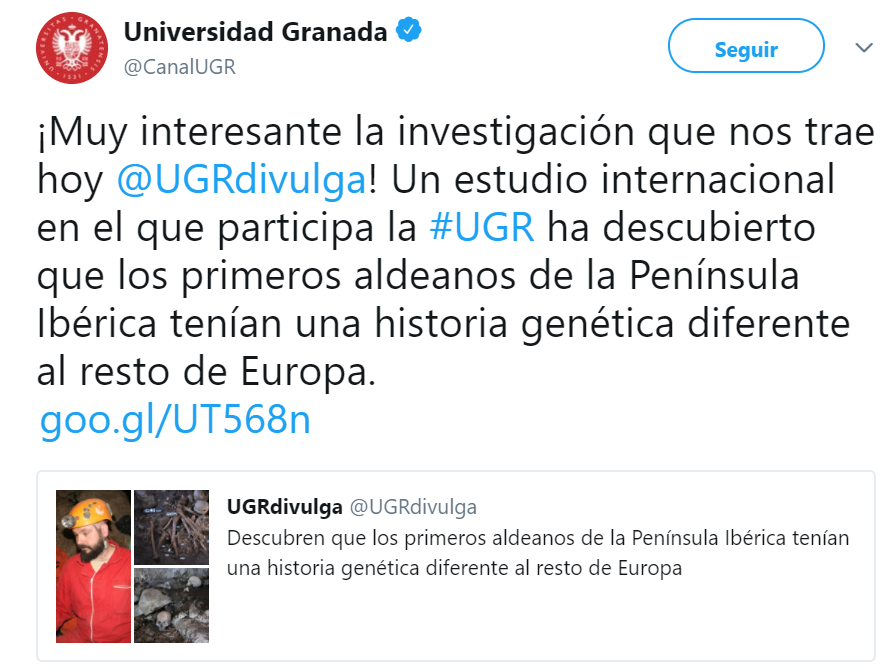 Universidad Granada
@CanalUGR
Seguir
¡Muy interesante la investigación que nos trae
hoy @UGRdivulga! Un estudio internacional
en el que participa la #UGR ha descubierto
que los primeros aldeanos de la Península
Ibérica tenían una historia genética diferente
al resto de Europa.
goo.gl/UT568n
UGRdivulga @UGRdivulga
Descubren que los primeros aldeanos de la Península Ibérica tenían
una historia genética diferente al resto de Europa